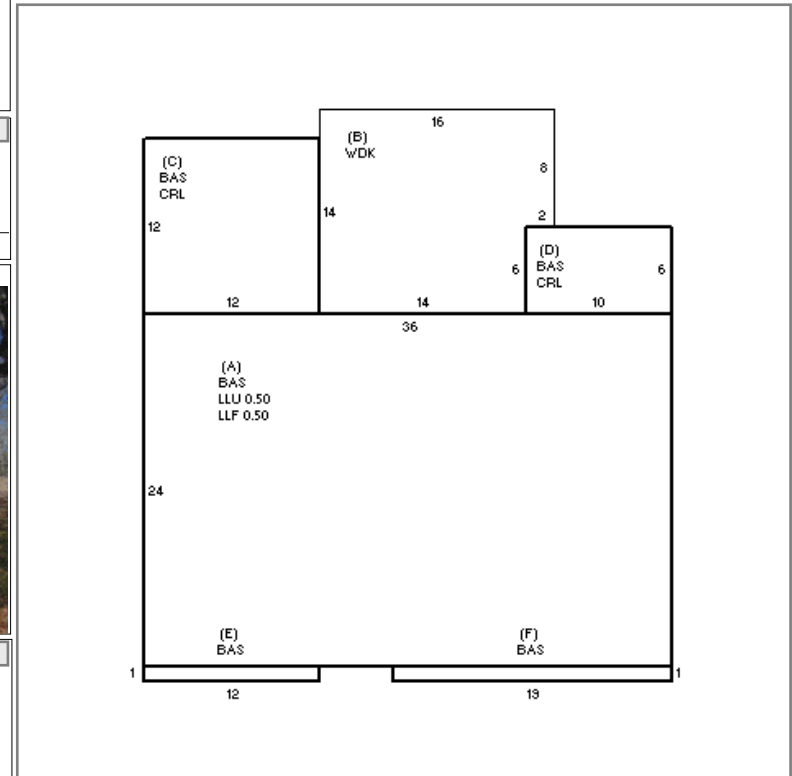 16
(B)
WDK
(C)
BAS
CRL
8
12
14
2
(D)
BAS
CRL
6
6
12
14
10
36
(A)
BAS
LLU 0.50
LLF 0.50
24
(E)
BAS
(F)
BAS
1
1
12
19